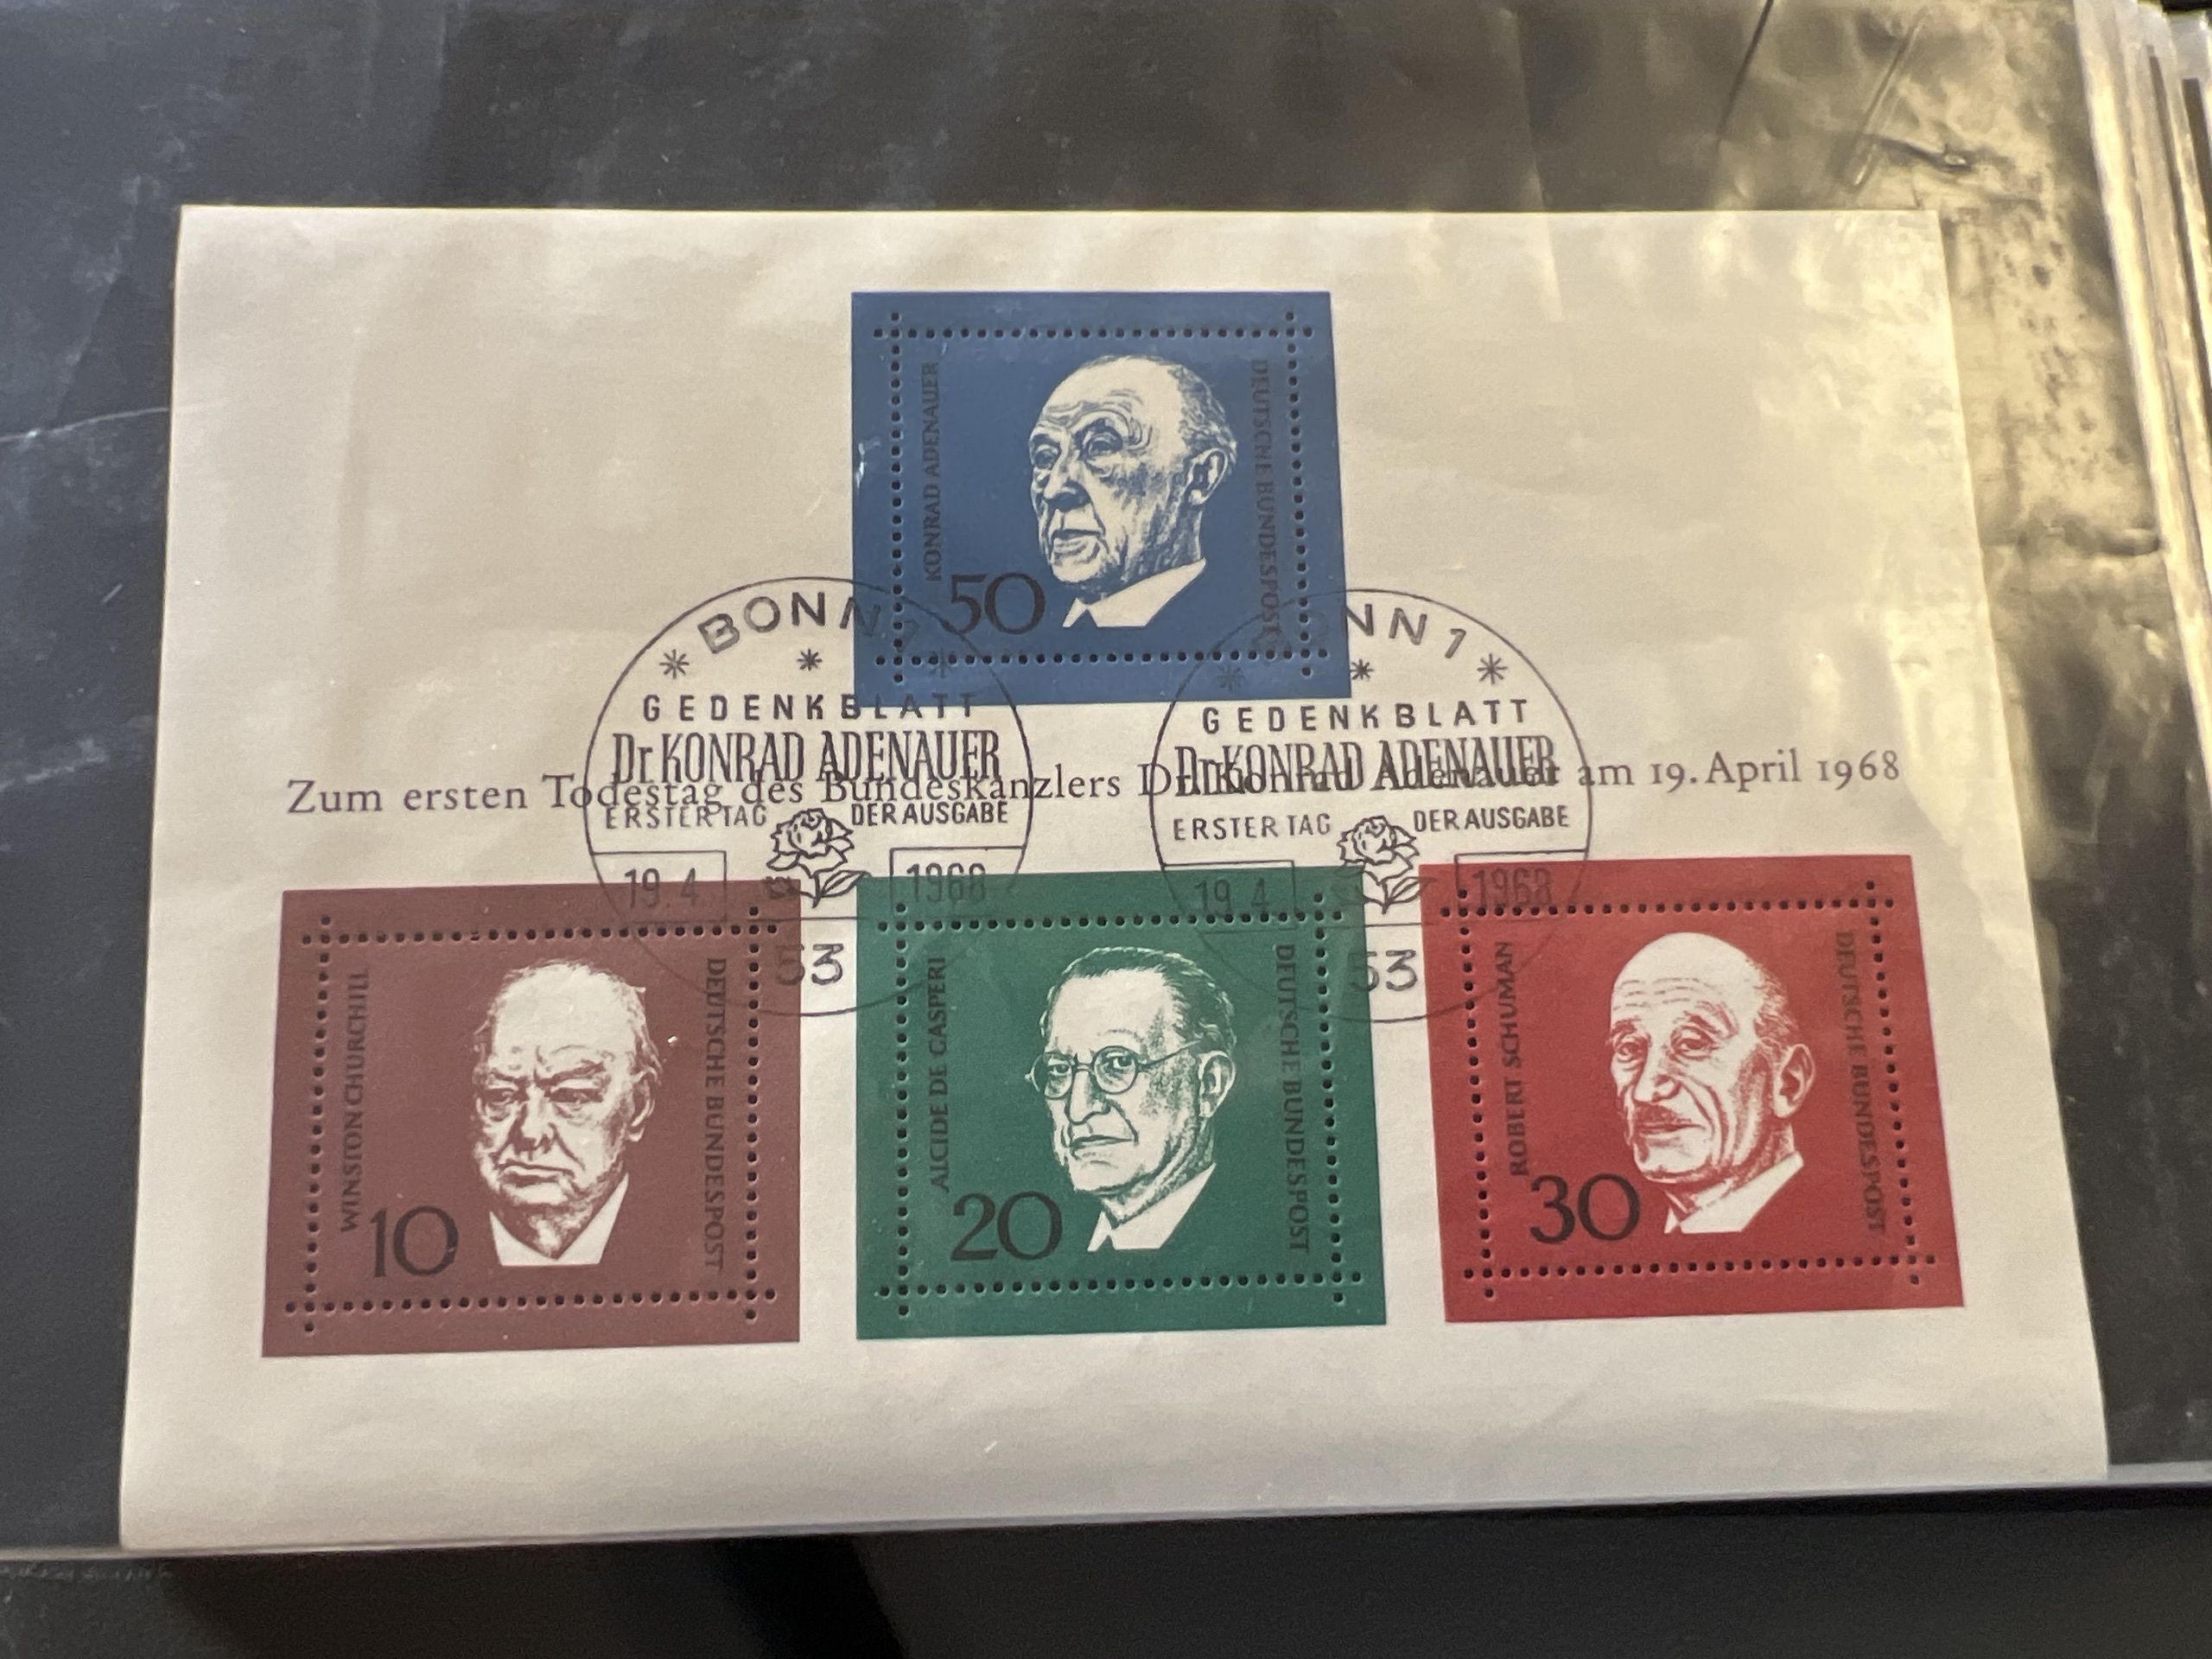 KONRAD ADENAUER
DEUTSCHE BUNDESPOST
50
BONN
GEDENKBLATT
Dr KONRAD ADENAUER
ERSTER TAG DER AUSGABE
19.4 1968
53
NN 1
GEDENKBLATT
Dr KONRAD ADENAUER
ERSTER TAG DER AUSGABE
19.4 1968
53
Zum ersten Todestag des Bundeskanzlers Dr. Konrad Adenauer am 19. April 1968
WINSTON CHURCHILL
DEUTSCHE BUNDESPOST
10
ALCIDE DE GASPERI
DEUTSCHE BUNDESPOST
20
ROBERT SCHUMAN
DEUTSCHE BUNDESPOST
30